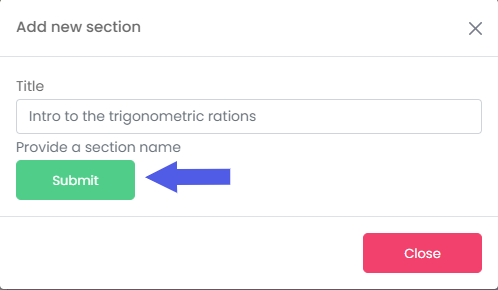 Add new section
Title
Intro to the trigonometric rations
Provide a section name
Submit
Close